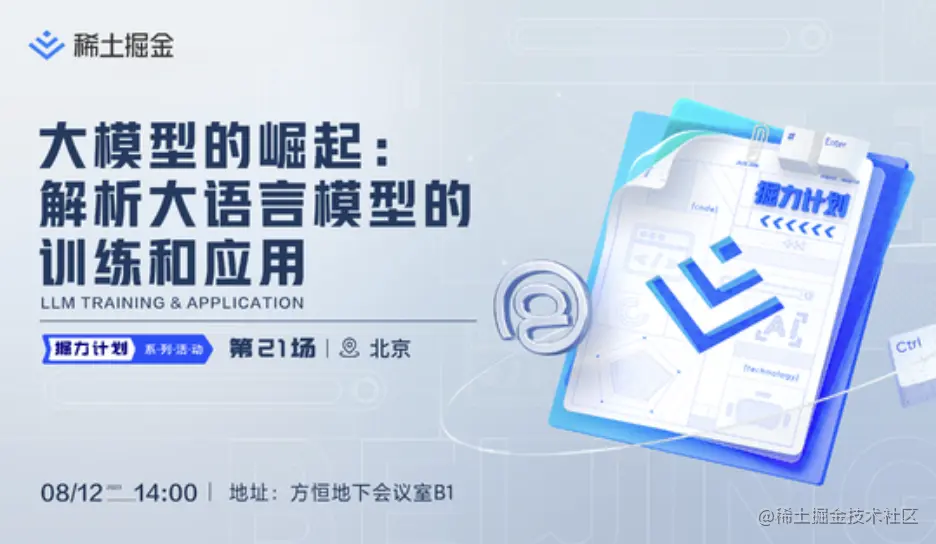 稀土掘金
大模型的崛起：
解析大语言模型的
训练和应用
LLM TRAINING & APPLICATION
掘力计划 系·列·活·动 第21场 | 北京
08/12 14:00 | 地址：方恒地下会议室B1
#
Enter
{code}
掘力计划
AI
{technology}
Ctrl
@稀土掘金技术社区